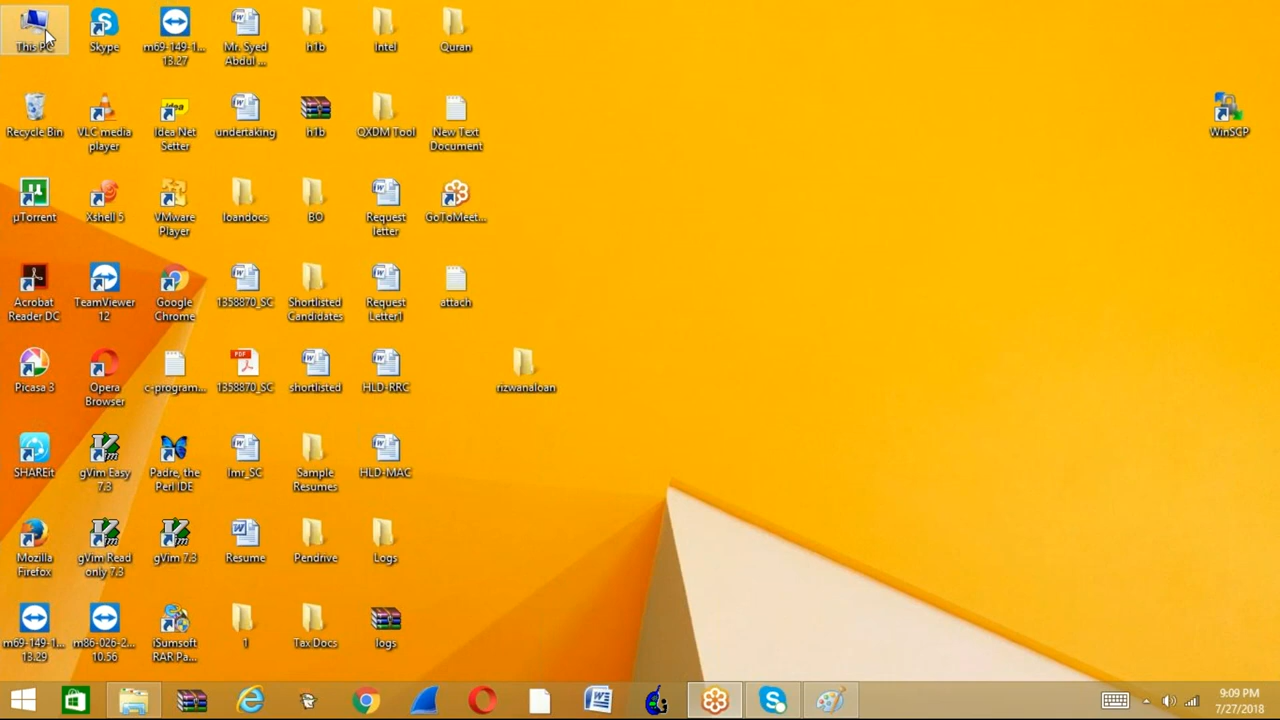 This PC
Skype
m69-149-1...
13.27
Mr. Syed
Abdul ...
h1b
Intel
Quran
Recycle Bin
VLC media
player
Idea Net
Setter
undertaking
h1b
QXDM Tool
New Text
Document
WinSCP
µTorrent
Xshell 5
VMware
Player
loandocs
BO
Request
letter
GoToMeet...
Acrobat
Reader DC
TeamViewer
12
Google
Chrome
1358870_SC
Shortlisted
Candidates
Request
Letter1
attach
Picasa 3
Opera
Browser
c-program...
1358870_SC
shortlisted
HLD-RRC
rizwanaloan
SHAREit
gVim Easy
7.3
Padre, the
Perl IDE
lmr_SC
Sample
Resumes
HLD-MAC
Mozilla
Firefox
gVim Read
only 7.3
gVim 7.3
Resume
Pendrive
Logs
m69-149-1...
13.29
m86-026-2...
10.56
iSumsoft
RAR Pa...
1
Tax Docs
logs
9:09 PM
7/27/2018